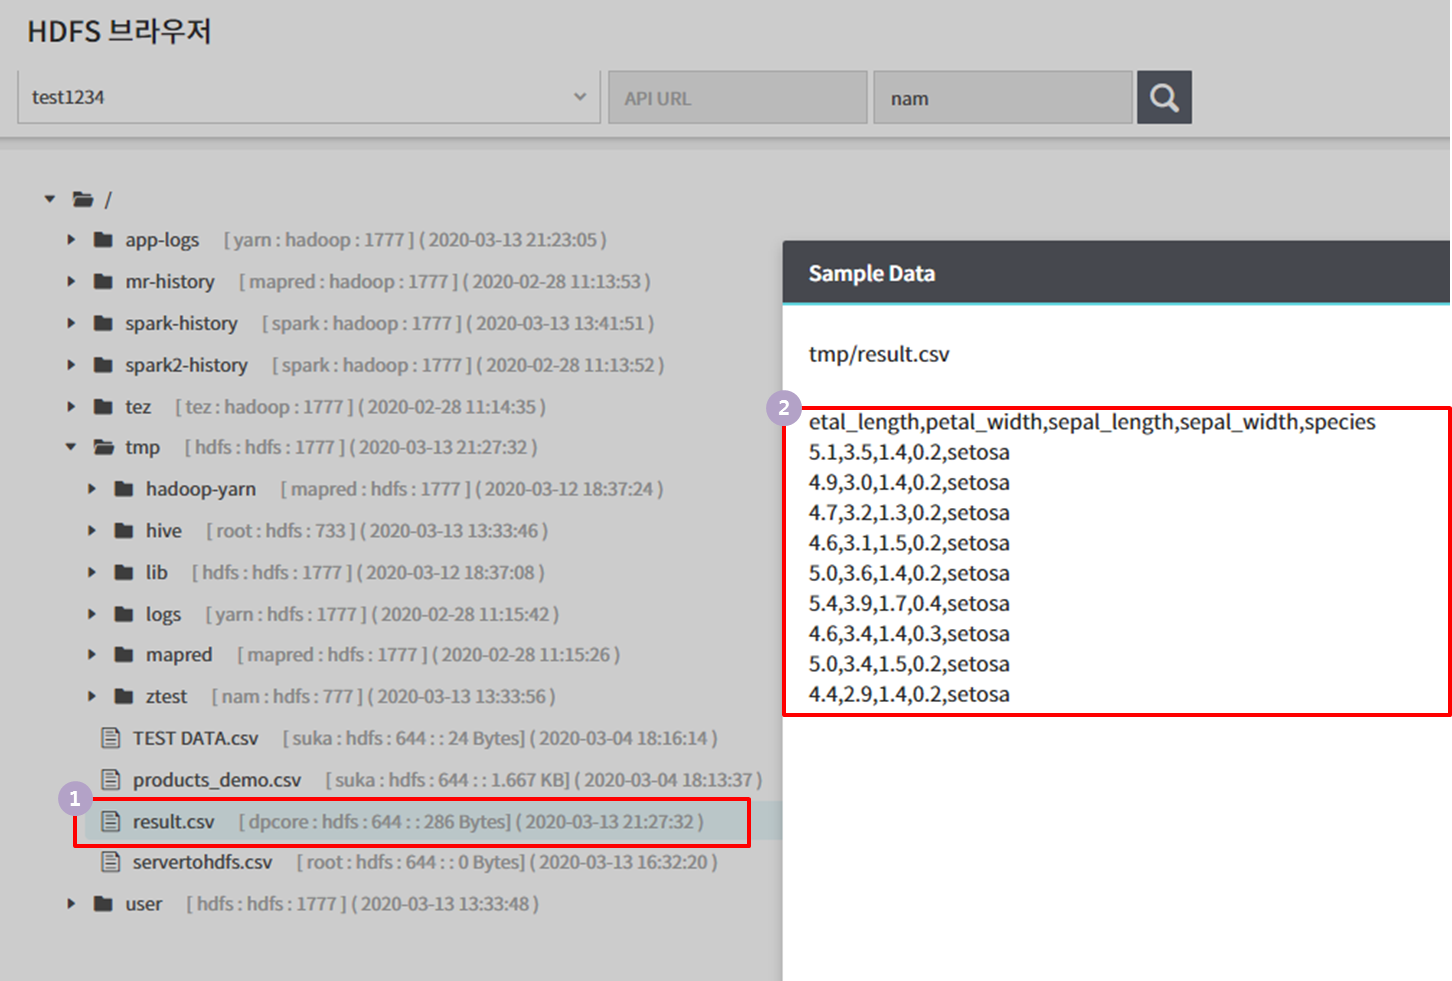 HDFS 브라우저
test1234
API URL
nam
/
app-logs [ yarn : hadoop : 1777 ] ( 2020-03-13 21:23:05 )
mr-history [ mapred : hadoop : 1777 ] ( 2020-02-28 11:13:53 )
spark-history [ spark : hadoop : 1777 ] ( 2020-03-13 13:41:51 )
spark2-history [ spark : hadoop : 1777 ] ( 2020-02-28 11:13:52 )
tez [ tez : hadoop : 1777 ] ( 2020-02-28 11:14:35 )
tmp [ hdfs : hdfs : 1777 ] ( 2020-03-13 21:27:32 )
hadoop-yarn [ mapred : hdfs : 1777 ] ( 2020-03-12 18:37:24 )
hive [ root : hdfs : 733 ] ( 2020-03-13 13:33:46 )
lib [ hdfs : hdfs : 1777 ] ( 2020-03-12 18:37:08 )
logs [ yarn : hdfs : 1777 ] ( 2020-02-28 11:15:42 )
mapred [ mapred : hdfs : 1777 ] ( 2020-02-28 11:15:26 )
ztest [ nam : hdfs : 777 ] ( 2020-03-13 13:33:56 )
TEST DATA.csv [ suka : hdfs : 644 : : 24 Bytes] ( 2020-03-04 18:16:14 )
products_demo.csv [ suka : hdfs : 644 : : 1.667 KB] ( 2020-03-04 18:13:37 )
1
result.csv [ dpcore : hdfs : 644 : : 286 Bytes] ( 2020-03-13 21:27:32 )
servertohdfs.csv [ root : hdfs : 644 : : 0 Bytes] ( 2020-03-13 16:32:20 )
user [ hdfs : hdfs : 1777 ] ( 2020-03-13 13:33:48 )
Sample Data
tmp/result.csv
2
etal_length,petal_width,sepal_length,sepal_width,species
5.1,3.5,1.4,0.2,setosa
4.9,3.0,1.4,0.2,setosa
4.7,3.2,1.3,0.2,setosa
4.6,3.1,1.5,0.2,setosa
5.0,3.6,1.4,0.2,setosa
5.4,3.9,1.7,0.4,setosa
4.6,3.4,1.4,0.3,setosa
5.0,3.4,1.5,0.2,setosa
4.4,2.9,1.4,0.2,setosa